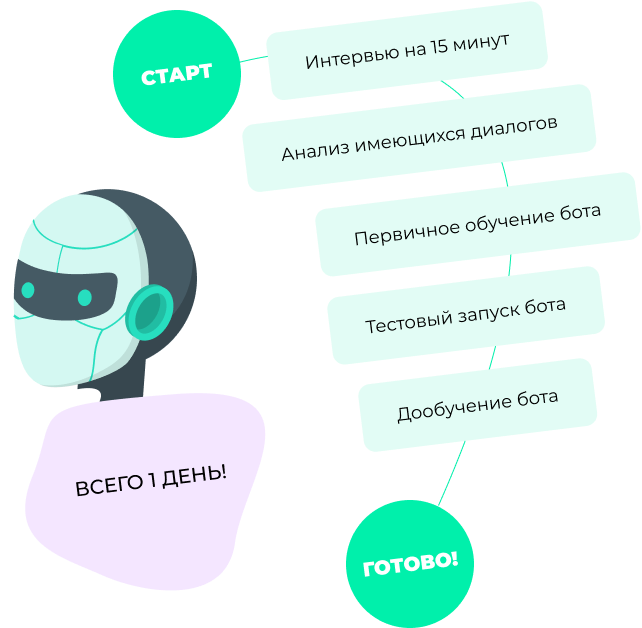 СТАРТ
Интервью на 15 минут
Анализ имеющихся диалогов
Первичное обучение бота
Тестовый запуск бота
Дообучение бота
ВСЕГО 1 ДЕНЬ!
ГОТОВО!